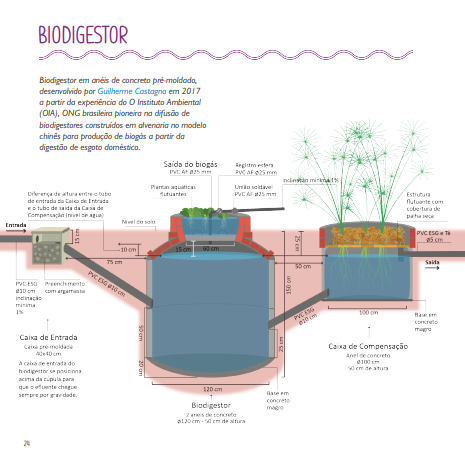 BIODIGESTOR
Biodigestor em anéis de concreto pré-moldado,
desenvolvido por Guilherme Castagna em 2017
a partir da experiência do O Instituto Ambiental
(OIA), ONG brasileira pioneira na difusão de
biodigestores construídos em alvenaria no modelo
chinês para produção de biogás a partir da
digestão de esgoto doméstico.
Saída do biogás
PVC AF ø25 mm
Registro esfera
PVC AF ø25 mm
Inclinação mínima 1%
Plantas aquáticas
flutuantes
União soldável
PVC AF ø25 mm
Diferença de altura entre o tubo
de entrada da Caixa de Entrada
e o tubo de saída da Caixa de
Compensação (nível de água)
Estrutura
flutuante com
cobertura de
palha seca
Nível do solo
Entrada
15 cm
10 cm
15 cm
60 cm
25 cm
PVC ESG e Tê
ø5 cm
Saída
75 cm
50 cm
PVC ESG ø10 cm
150 cm
PVC ESG
ø10 cm
inclinação
mínima
1%
Preenchimento
com argamassa
100 cm
PVC ESG
ø10 cm
Base em
concreto
magro
Caixa de Entrada
Caixa pré-moldada
40x40 cm
A caixa de entrada do
biodigestor se posiciona
acima da cúpula para
que o efluente chegue
sempre por gravidade.
50 cm
25 cm
20 cm
Caixa de Compensação
Anel de concreto
ø100 cm
50 cm de altura
120 cm
Biodigestor
2 anéis de concreto
ø120 cm - 50 cm de altura
Base em
concreto
magro
24